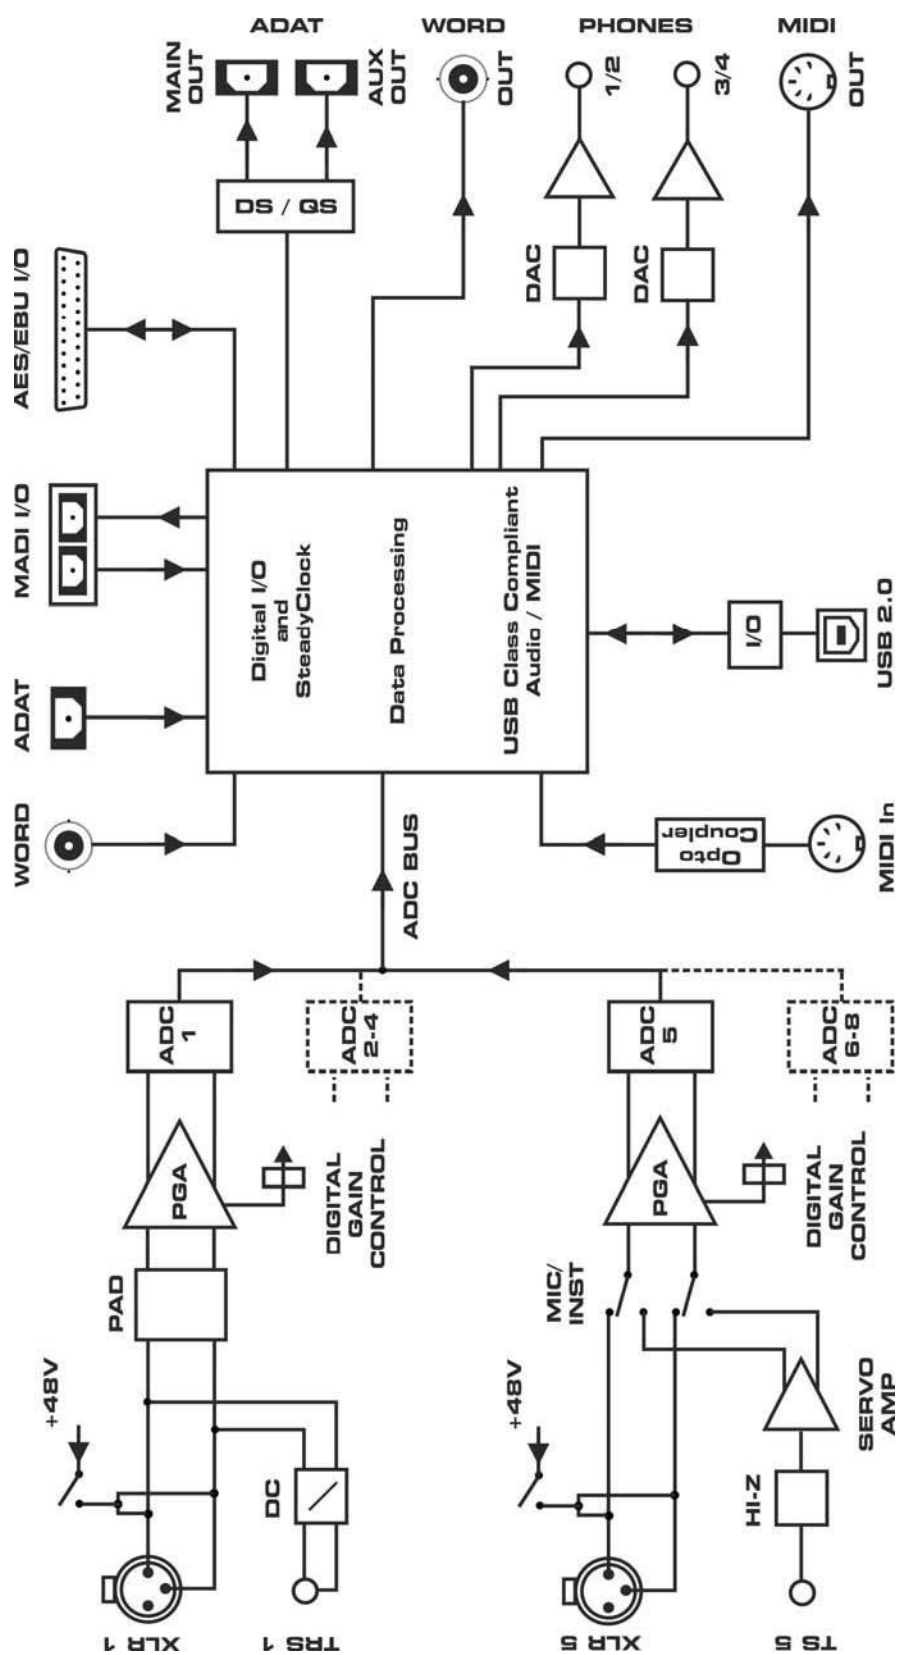 ADAT
WORD
PHONES
MIDI
MAIN
OUT
AUX
OUT
OUT
1/2
3/4
OUT
DS / QS
AES/EBU I/O
DAC
DAC
MADI I/O
Digital I/O
and
SteadyClock
Data Processing
USB Class Compliant
Audio / MIDI
ADAT
I/O
USB 2.0
WORD
ADC BUS
Opto
Coupler
MIDI In
ADC
1
ADC
2-4
ADC
5
ADC
6-8
PGA
DIGITAL
GAIN
CONTROL
PGA
DIGITAL
GAIN
CONTROL
PAD
MIC/
INST
+48V
+48V
SERVO
AMP
DC
HI-Z
XLR 1
TRS 1
XLR 5
TS 5